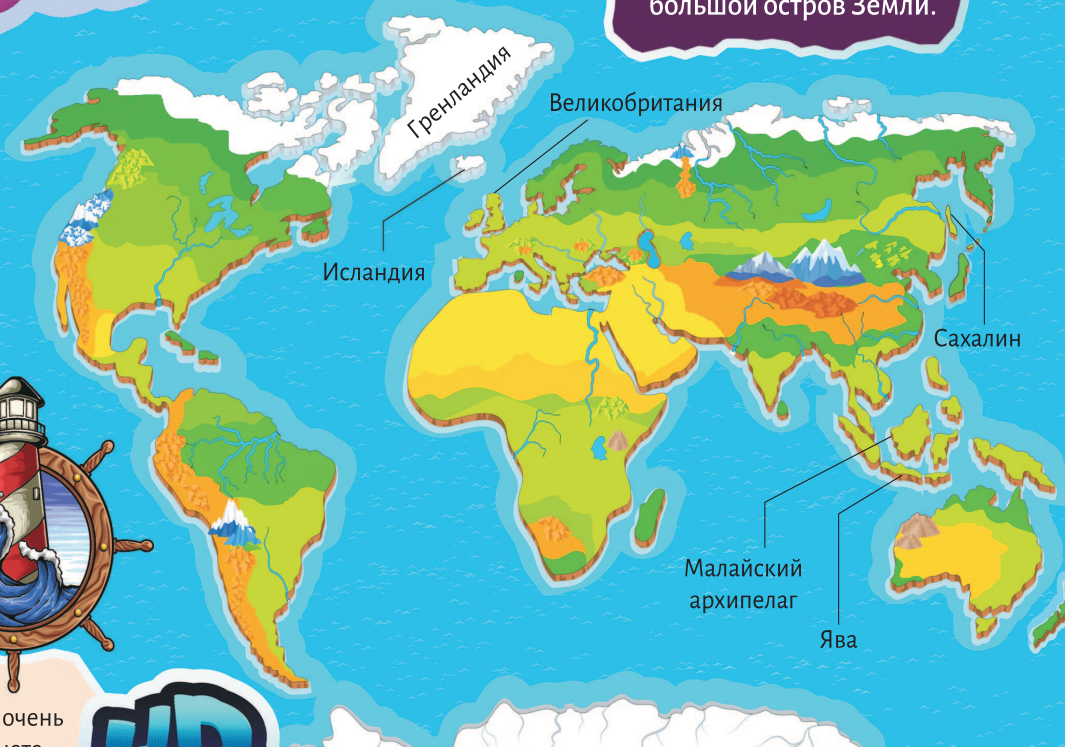 большой остров Земли.
Гренландия
Великобритания
Исландия
Сахалин
Малайский
архипелаг
Ява
очень